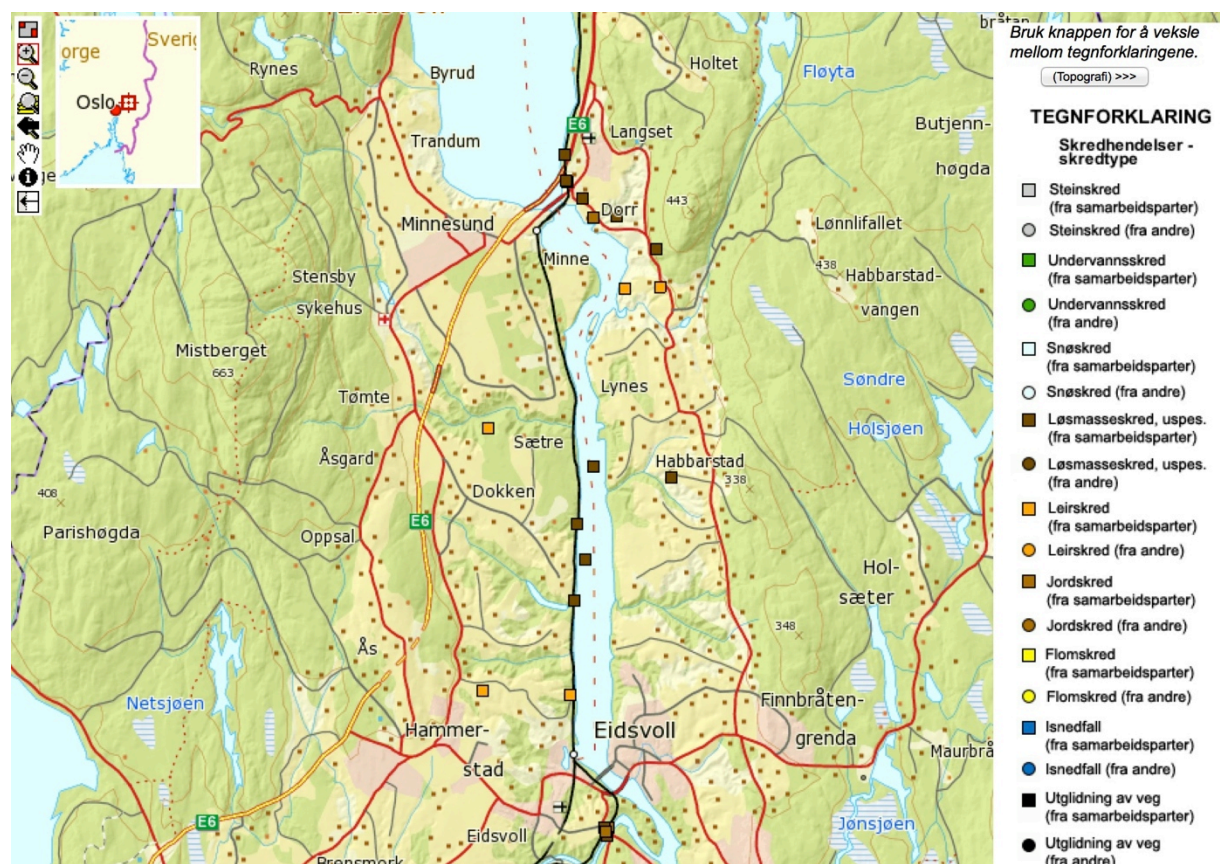 orge
Sverig
Oslo
Rynes
Byrud
Holtet
Fløyta
E6
Langset
Trandum
Butjenn-
høgda
Minnesund
Dorr
443
Lønnlifallet
Minne
Stensby
sykehus
438
Habbarstad-
vangen
Mistberget
663
Lynes
Søndre
Holsjøen
Tømte
Sætre
Åsgard
Habbarstad
338
408
Dokken
E6
Parishøgda
Oppsal
Hol-
sæter
348
Ås
Netsjøen
Finnbråten-
grenda
Hammer-
stad
Eidsvoll
Maurbrå
E6
Eidsvoll
Jønsjøen
Bruk knappen for å veksle
mellom tegnforklaringene.
(Topografi) >>>
TEGNFORKLARING
Skredhendelser -
skredtype
Steinskred
(fra samarbeidsparter)
Steinskred (fra andre)
Undervannsskred
(fra samarbeidsparter)
Undervannsskred
(fra andre)
Snøskred
(fra samarbeidsparter)
Snøskred (fra andre)
Løsmasseskred, uspes.
(fra samarbeidsparter)
Løsmasseskred, uspes.
(fra andre)
Leirskred
(fra samarbeidsparter)
Leirskred (fra andre)
Jordskred
(fra samarbeidsparter)
Jordskred (fra andre)
Flomskred
(fra samarbeidsparter)
Flomskred (fra andre)
Isnedfall
(fra samarbeidsparter)
Isnedfall (fra andre)
Utglidning av veg
(fra samarbeidsparter)
Utglidning av veg
(fra andre)